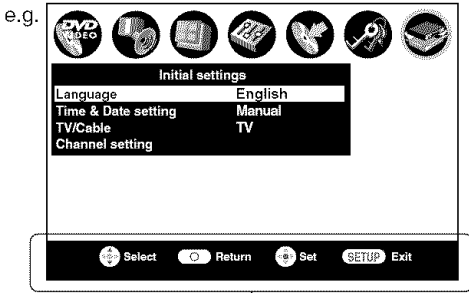 e.g.
DVD
VIDEO
Initial settings
Language English
Time & Date setting Manual
TV/Cable TV
Channel setting
Select Return Set SETUP Exit